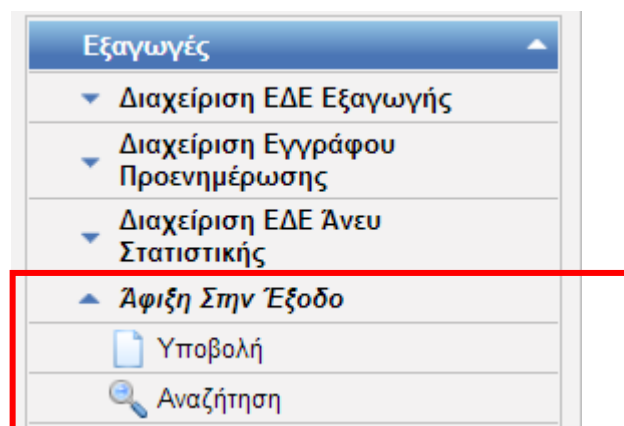 Εξαγωγές
Διαχείριση ΕΔΕ Εξαγωγής
Διαχείριση Εγγράφου
Προενημέρωσης
Διαχείριση ΕΔΕ Άνευ
Στατιστικής
Άφιξη Στην Έξοδο
Υποβολή
Αναζήτηση